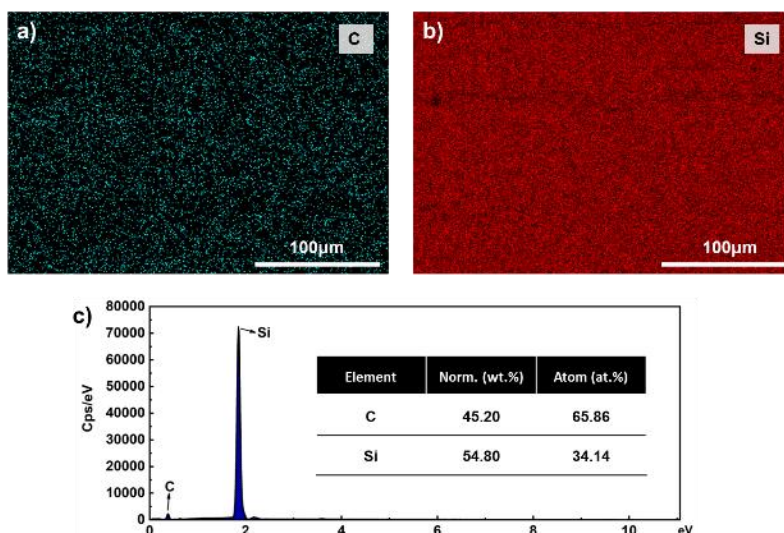 a)
C
100µm
b)
Si
100µm
c)
80000
70000
60000
50000
40000
30000
20000
10000
0
Cps/eV
Si
C
Element Norm. (wt.%) Atom (at.%)
C 45.20 65.86
Si 54.80 34.14
0 2 4 6 8 10 eV